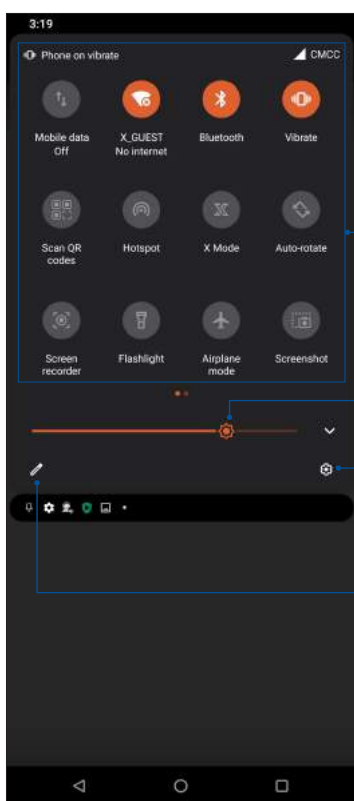 3:19
Phone on vibrate
CMCC
Mobile data
Off
X_GUEST
No internet
Bluetooth
Vibrate
Scan QR
codes
Hotspot
X Mode
Auto-rotate
Screen
recorder
Flashlight
Airplane
mode
Screenshot